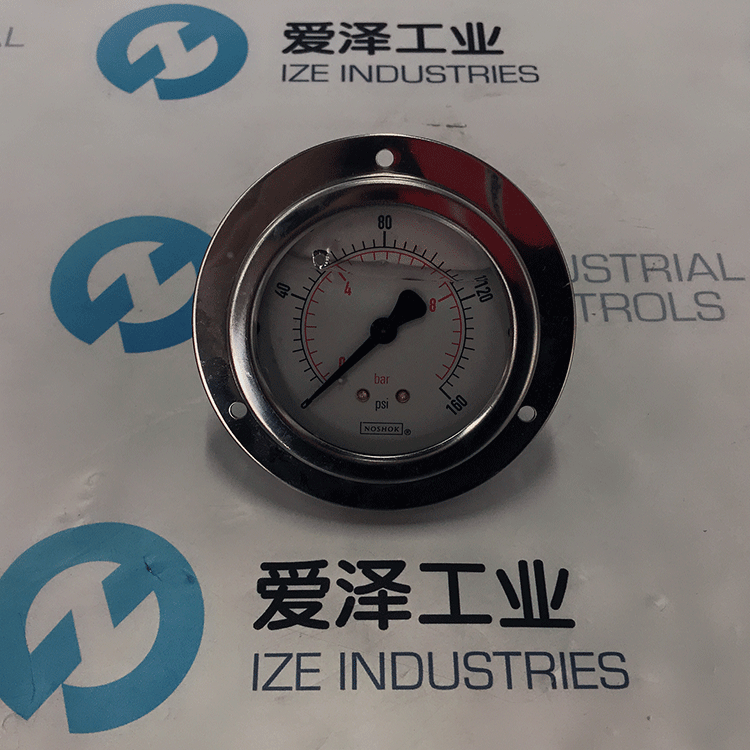 爱泽工业
IZE INDUSTRIES
USTRIAL
TROLS
80
40
120
4
8
0
bar
psi
160
NOSHOK®
爱泽工业
IZE INDUSTRIES